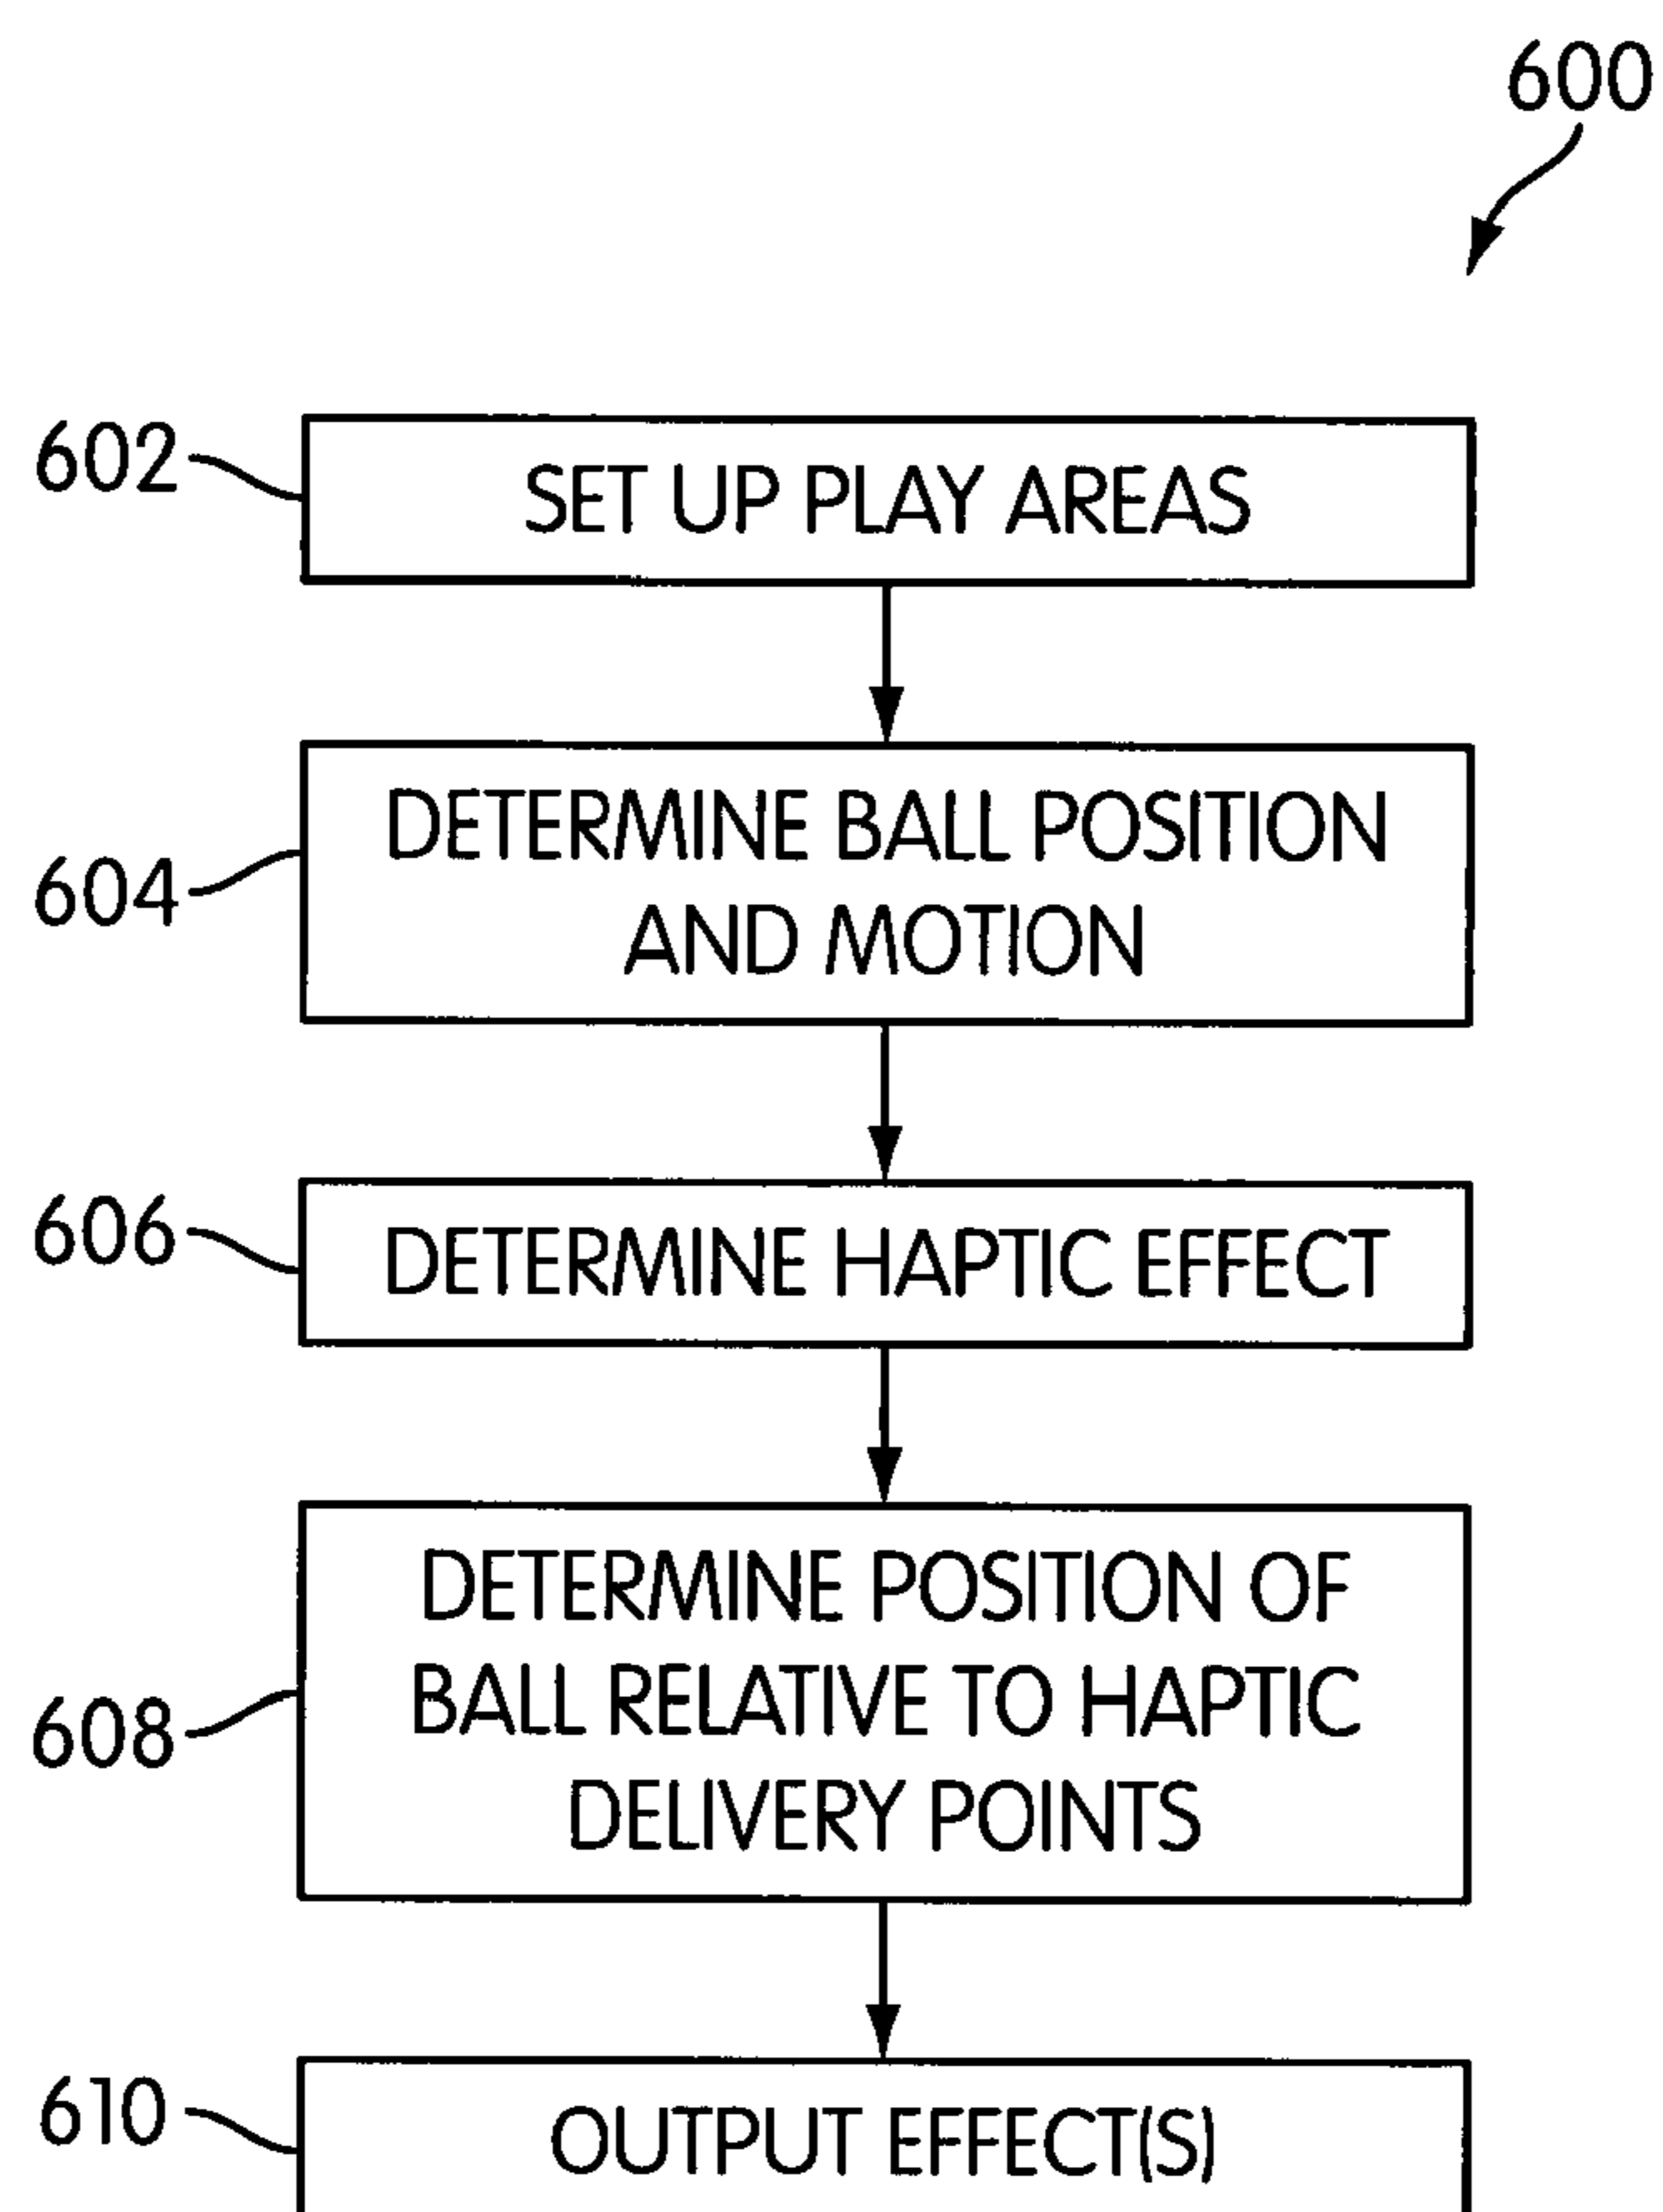 600
602
SET UP PLAY AREAS
604
DETERMINE BALL POSITION
AND MOTION
606
DETERMINE HAPTIC EFFECT
608
DETERMINE POSITION OF
BALL RELATIVE TO HAPTIC
DELIVERY POINTS
610
OUTPUT EFFECT(S)